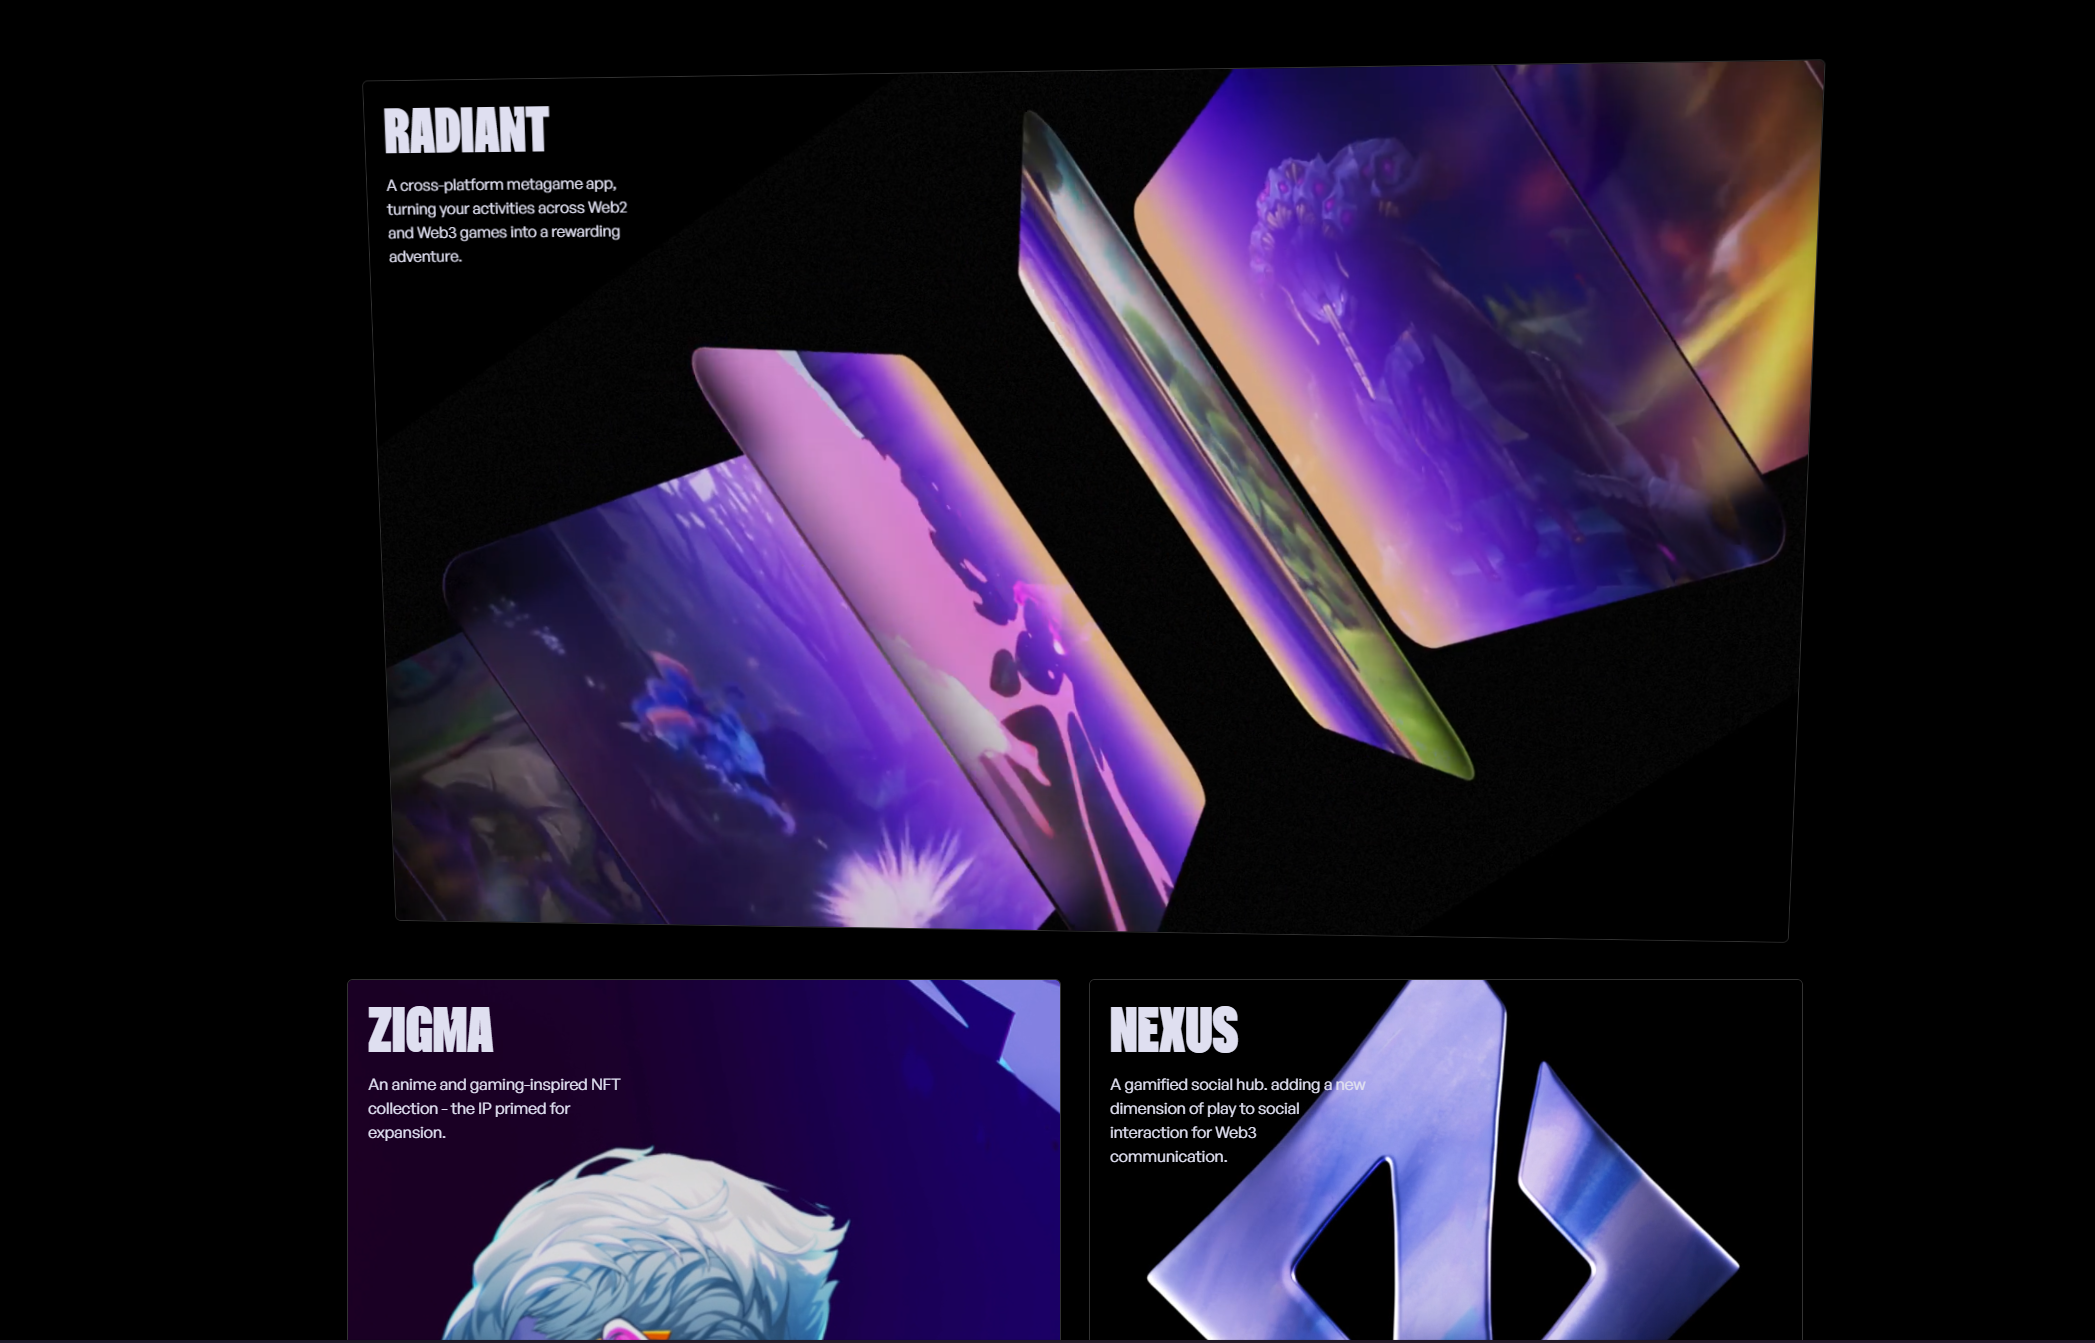 RADIANT
A cross-platform metagame app,
turning your activities across Web2
and Web3 games into a rewarding
adventure.
ZIGMA
An anime and gaming-inspired NFT
collection - the IP primed for
expansion.
NEXUS
A gamified social hub. adding a new
dimension of play to social
interaction for Web3
communication.